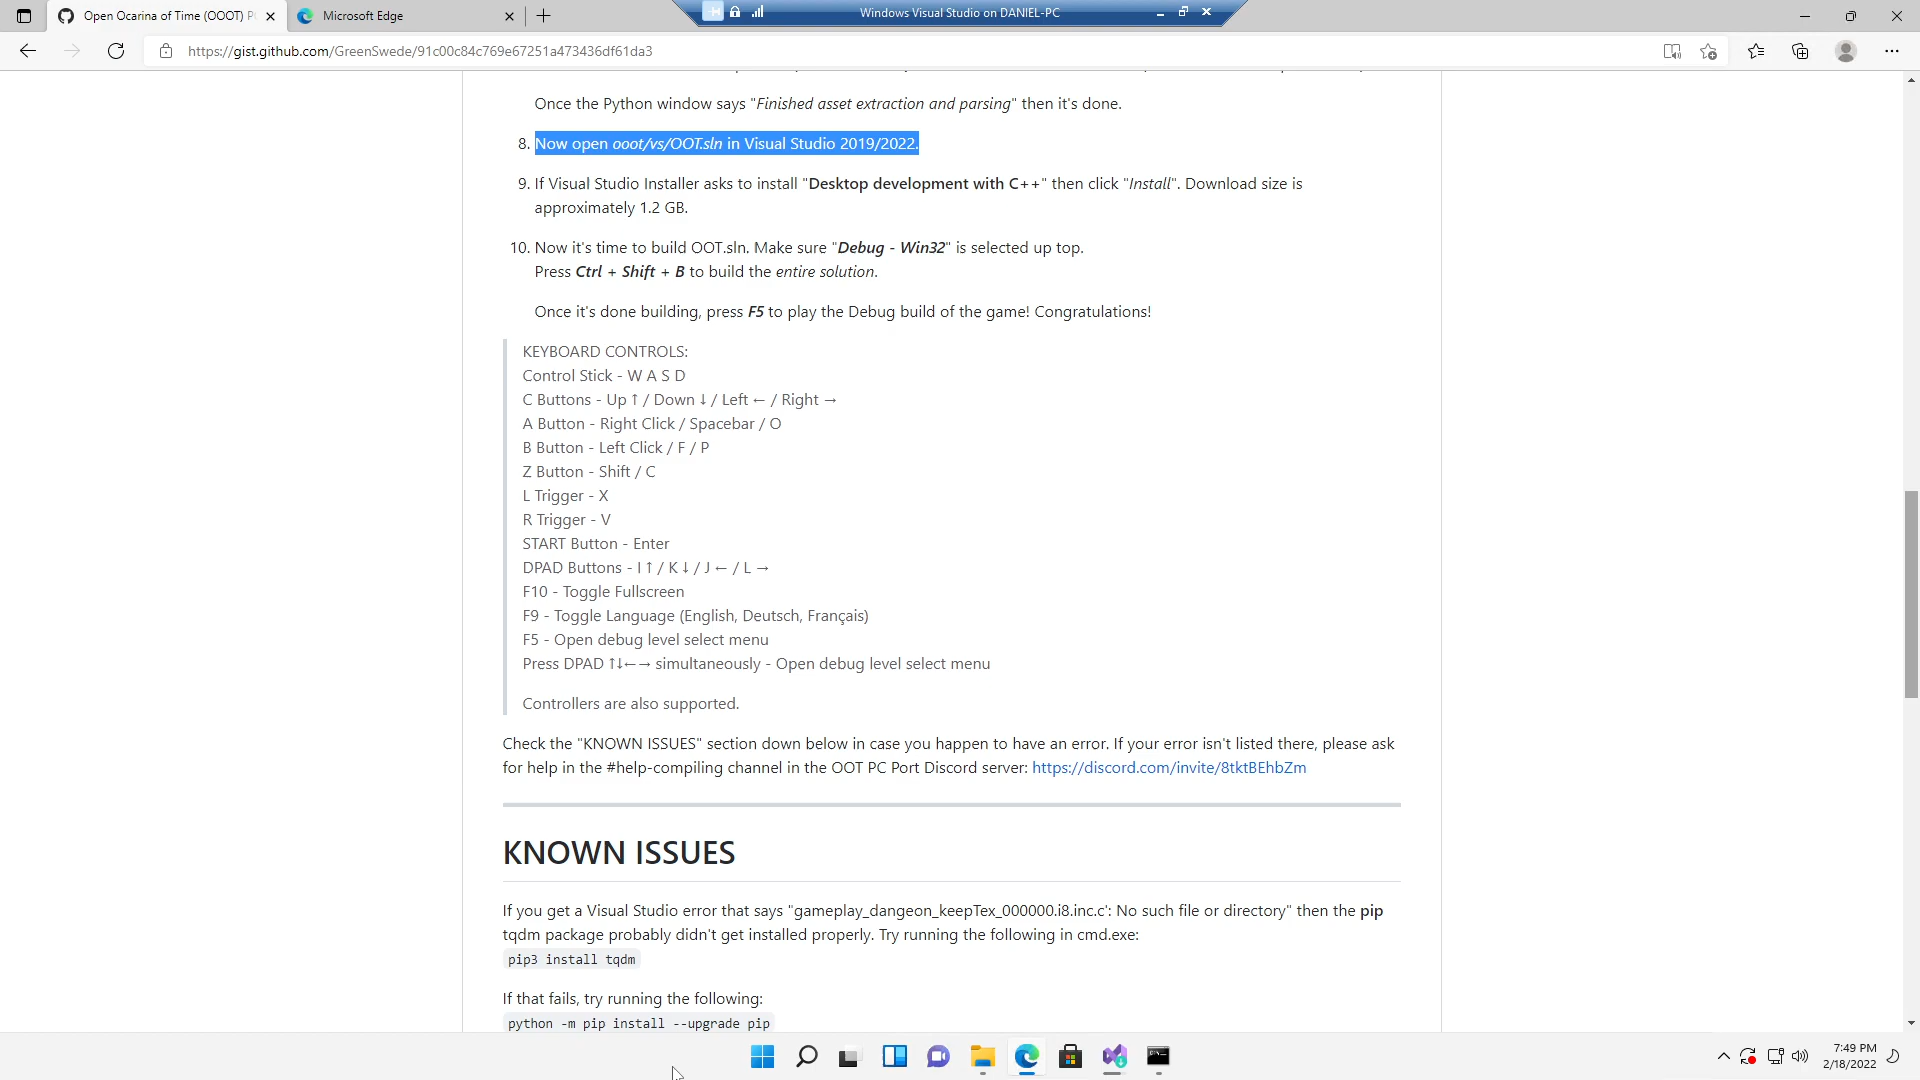 Open Ocarina of Time (OOOT) P
Microsoft Edge
Windows Visual Studio on DANIEL-PC
https://gist.github.com/GreenSwede/91c00c84c769e67251a473436df61da3
Once the Python window says "Finished asset extraction and parsing" then it's done.
8. Now open ooot/vs/OOT.sln in Visual Studio 2019/2022.
9. If Visual Studio Installer asks to install "Desktop development with C++" then click "Install". Download size is
approximately 1.2 GB.
10. Now it's time to build OOT.sln. Make sure "Debug - Win32" is selected up top.
Press Ctrl + Shift + B to build the entire solution.
Once it's done building, press F5 to play the Debug build of the game! Congratulations!
KEYBOARD CONTROLS:
Control Stick - W A S D
C Buttons - Up ↑ / Down ↓ / Left ← / Right →
A Button - Right Click / Spacebar / O
B Button - Left Click / F / P
Z Button - Shift / C
L Trigger - X
R Trigger - V
START Button - Enter
DPAD Buttons - I ↑ / K ↓ / J ← / L →
F10 - Toggle Fullscreen
F9 - Toggle Language (English, Deutsch, Français)
F5 - Open debug level select menu
Press DPAD ↑↓←→ simultaneously - Open debug level select menu
Controllers are also supported.
Check the "KNOWN ISSUES" section down below in case you happen to have an error. If your error isn't listed there, please ask
for help in the #help-compiling channel in the OOT PC Port Discord server: https://discord.com/invite/8tktBEhbZm
KNOWN ISSUES
If you get a Visual Studio error that says "gameplay_dangeon_keepTex_000000.i8.inc.c': No such file or directory" then the pip
tqdm package probably didn't get installed properly. Try running the following in cmd.exe:
pip3 install tqdm
If that fails, try running the following:
python -m pip install --upgrade pip
7:49 PM
2/18/2022